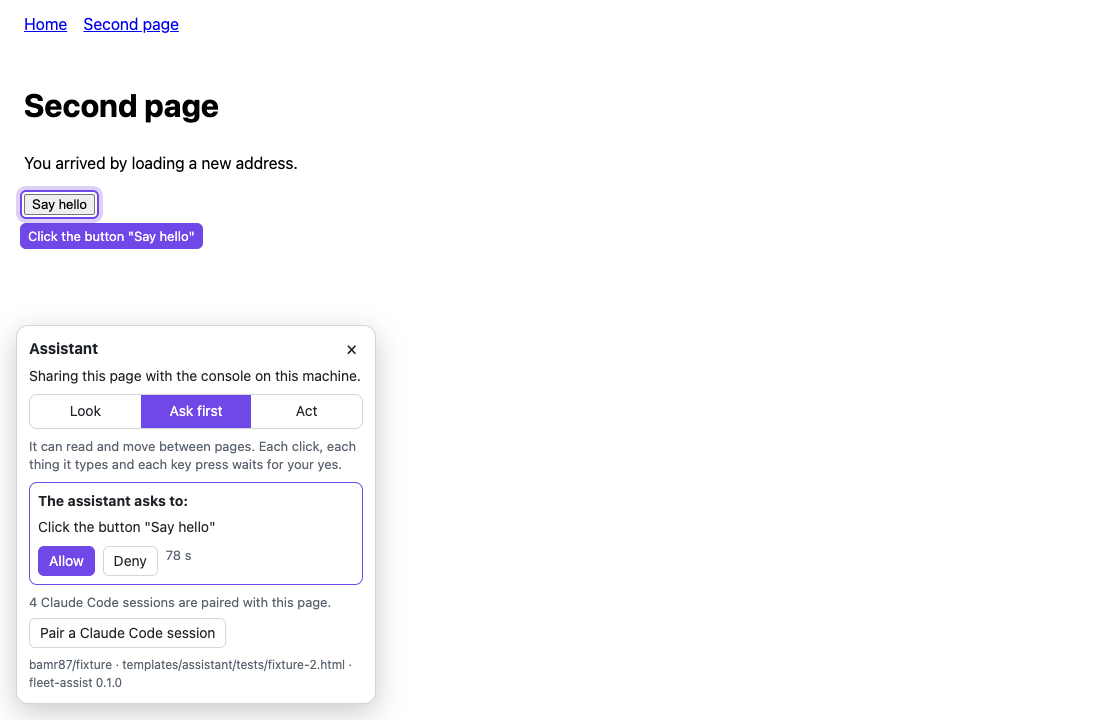 Home Second page
Second page
You arrived by loading a new address.
Say hello
Click the button "Say hello"
Assistant ×
Sharing this page with the console on this machine.
Look Ask first Act
It can read and move between pages. Each click, each
thing it types and each key press waits for your yes.
The assistant asks to:
Click the button "Say hello"
Allow Deny 78 s
4 Claude Code sessions are paired with this page.
Pair a Claude Code session
bamr87/fixture · templates/assistant/tests/fixture-2.html ·
fleet-assist 0.1.0